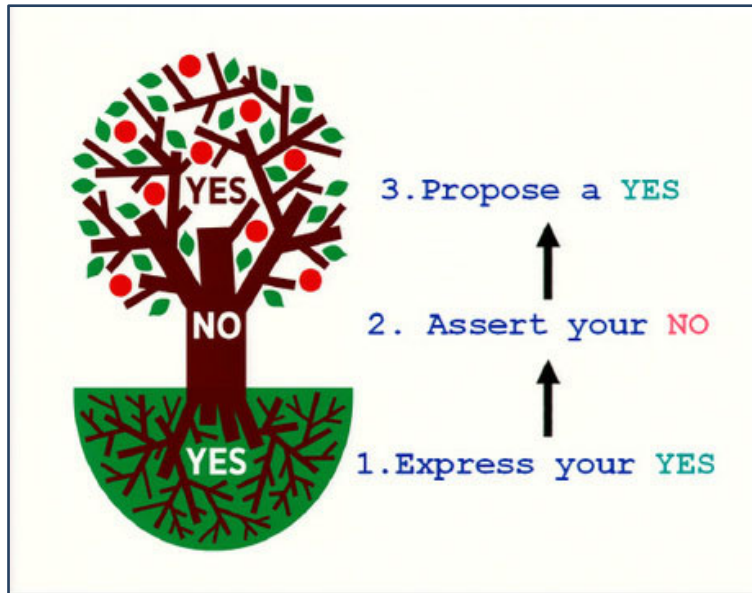 YES
3.Propose a YES
NO
2. Assert your NO
YES
1.Express your YES